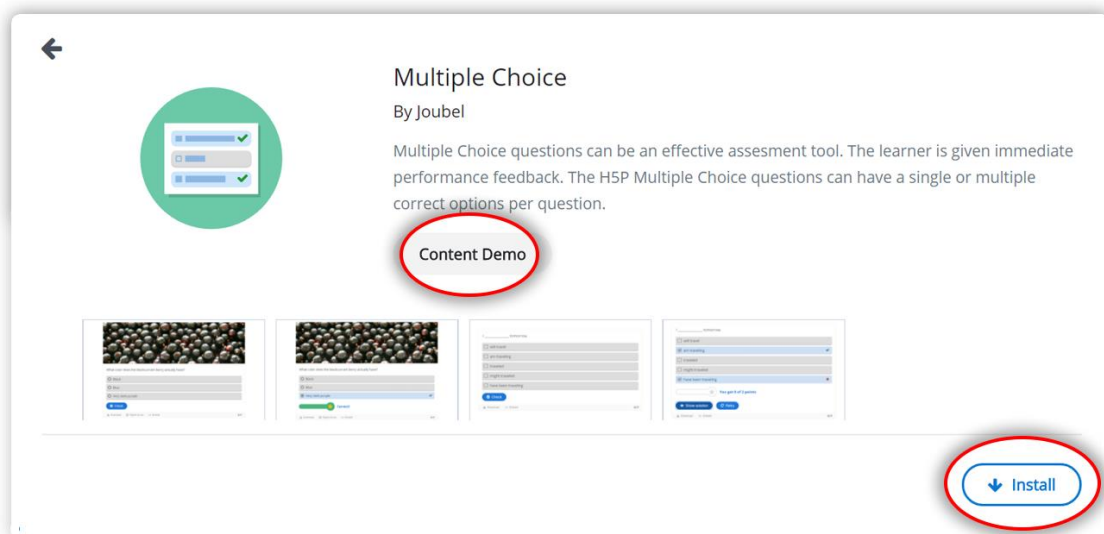 Multiple Choice
By Joubel
Multiple Choice questions can be an effective assesment tool. The learner is given immediate
performance feedback. The H5P Multiple Choice questions can have a single or multiple
correct options per question.
Content Demo
Install